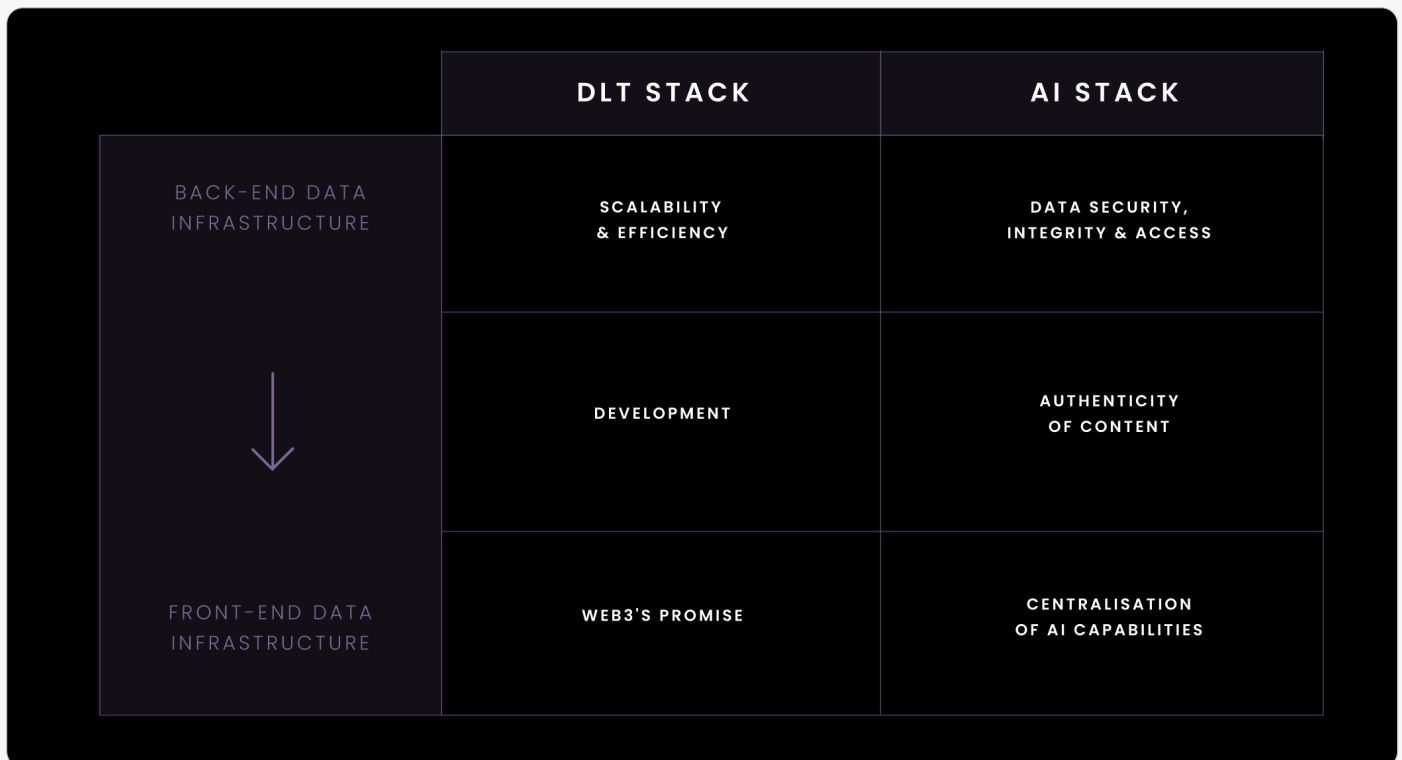 DLT STACK
AI STACK
BACK-END DATA
INFRASTRUCTURE
SCALABILITY
& EFFICIENCY
DATA SECURITY,
INTEGRITY & ACCESS
DEVELOPMENT
AUTHENTICITY
OF CONTENT
FRONT-END DATA
INFRASTRUCTURE
WEB3'S PROMISE
CENTRALISATION
OF AI CAPABILITIES